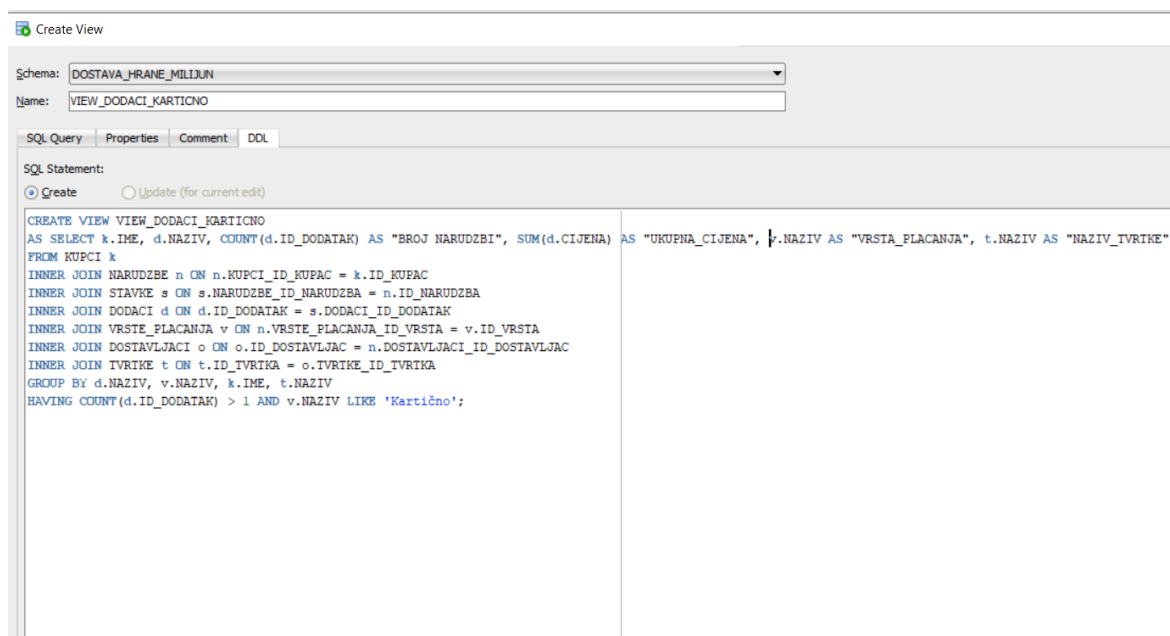 Create View
Schema: DOSTAVA_HRANE_MILIJUN
Name: VIEW_DODACI_KARTICNO
SQL Query Properties Comment DDL
SQL Statement:
Create Update (for current edit)
CREATE VIEW VIEW_DODACI_KARTICNO
AS SELECT k.IME, d.NAZIV, COUNT(d.ID_DODATAK) AS "BROJ NARUDZBI", SUM(d.CIJENA) AS "UKUPNA_CIJENA", v.NAZIV AS "VRSTA_PLACANJA", t.NAZIV AS "NAZIV_TVRTKE"
FROM KUPCI k
INNER JOIN NARUDZBE n ON n.KUPCI_ID_KUPAC = k.ID_KUPAC
INNER JOIN STAVKE s ON s.NARUDZBE_ID_NARUDZBA = n.ID_NARUDZBA
INNER JOIN DODACI d ON d.ID_DODATAK = s.DODACI_ID_DODATAK
INNER JOIN VRSTE_PLACANJA v ON n.VRSTE_PLACANJA_ID_VRSTA = v.ID_VRSTA
INNER JOIN DOSTAVLJACI o ON o.ID_DOSTAVLJAC = n.DOSTAVLJACI_ID_DOSTAVLJAC
INNER JOIN TVRTKE t ON t.ID_TVRTKA = o.TVRTKE_ID_TVRTKA
GROUP BY d.NAZIV, v.NAZIV, k.IME, t.NAZIV
HAVING COUNT(d.ID_DODATAK) > 1 AND v.NAZIV LIKE 'Kartično';